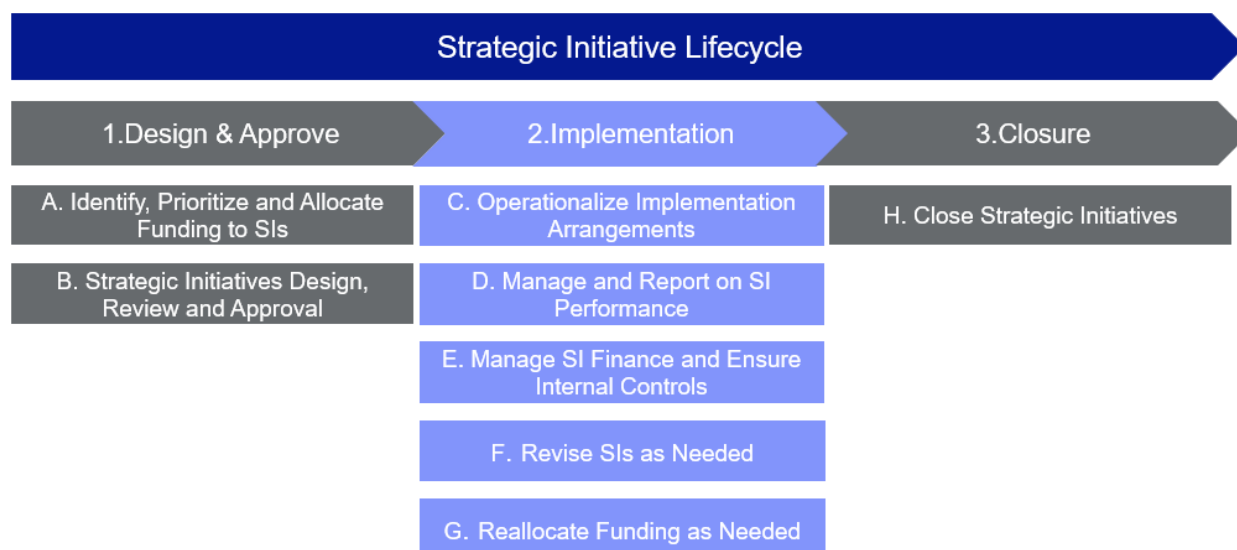 Strategic Initiative Lifecycle
1.Design & Approve
2.Implementation
3.Closure
A. Identify, Prioritize and Allocate
Funding to SIs
B. Strategic Initiatives Design,
Review and Approval
C. Operationalize Implementation
Arrangements
D. Manage and Report on SI
Performance
E. Manage SI Finance and Ensure
Internal Controls
F. Revise SIs as Needed
G. Reallocate Funding as Needed
H. Close Strategic Initiatives